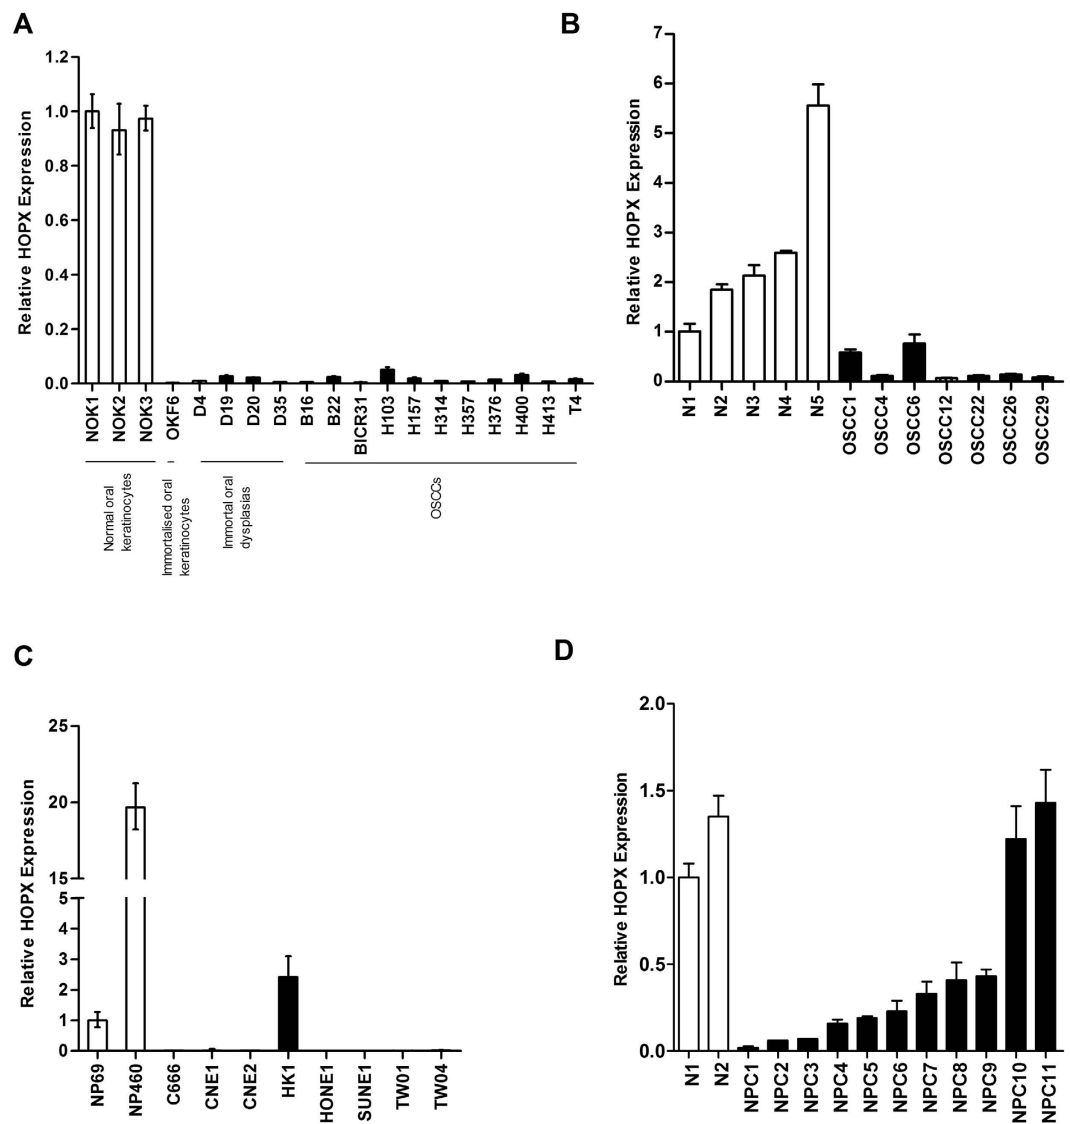 A
Relative HOPX Expression
1.2
1.0
0.8
0.6
0.4
0.2
0.0
NOK1
NOK2
NOK3
OKF6
D4
D19
D20
D35
B16
B22
BICR31
H103
H157
H314
H357
H376
H400
H413
T4
Normal oral
keratinocytes
Immortalised oral
keratinocytes
Immortal oral
dysplasias
OSCCs
B
Relative HOPX Expression
7
6
5
4
3
2
1
0
N1
N2
N3
N4
N5
OSCC1
OSCC4
OSCC6
OSCC12
OSCC22
OSCC26
OSCC29
C
Relative HOPX Expression
25
20
15
5
4
3
2
1
0
NP69
NP460
C666
CNE1
CNE2
HK1
HONE1
SUNE1
TW01
TW04
D
Relative HOPX Expression
2.0
1.5
1.0
0.5
0.0
N1
N2
NPC1
NPC2
NPC3
NPC4
NPC5
NPC6
NPC7
NPC8
NPC9
NPC10
NPC11